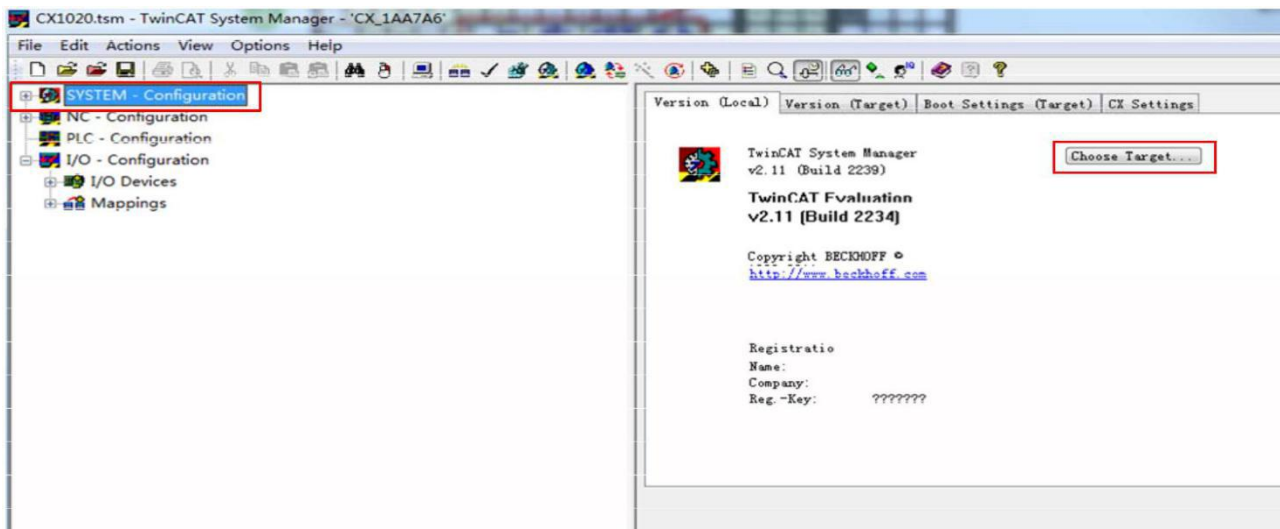 CX1020.tsm - TwinCAT System Manager - 'CX_1AA7A6'
File Edit Actions View Options Help
SYSTEM - Configuration
NC - Configuration
PLC - Configuration
I/O - Configuration
I/O Devices
Mappings
Version (Local) Version (Target) Boot Settings (Target) CX Settings
TwinCAT System Manager
v2.11 (Build 2239)
Choose Target...
TwinCAT Evaluation
v2.11 (Build 2234)
Copyright BECKHOFF ©
http://www.beckhoff.com
Registratio
Name:
Company:
Reg.-Key: ???????